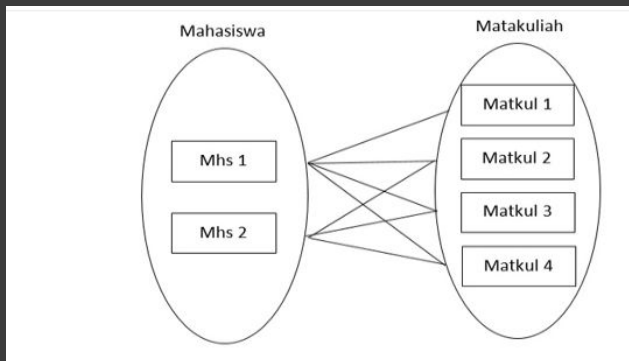 Mahasiswa
Matakuliah
Mhs 1
Mhs 2
Matkul 1
Matkul 2
Matkul 3
Matkul 4